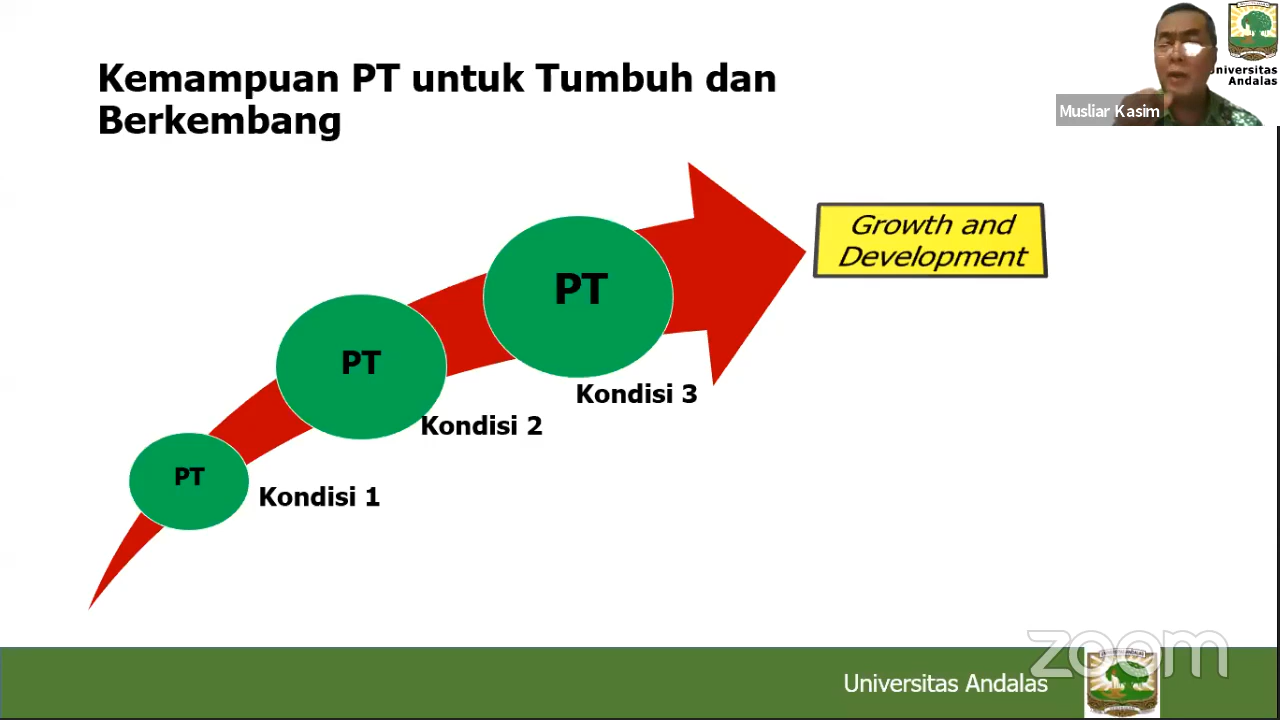 Kemampuan PT untuk Tumbuh dan
Berkembang
Universitas
Andalas
Musliar Kasim
Growth and
Development
PT
Kondisi 3
PT
Kondisi 2
PT
Kondisi 1
zoom
Universitas Andalas